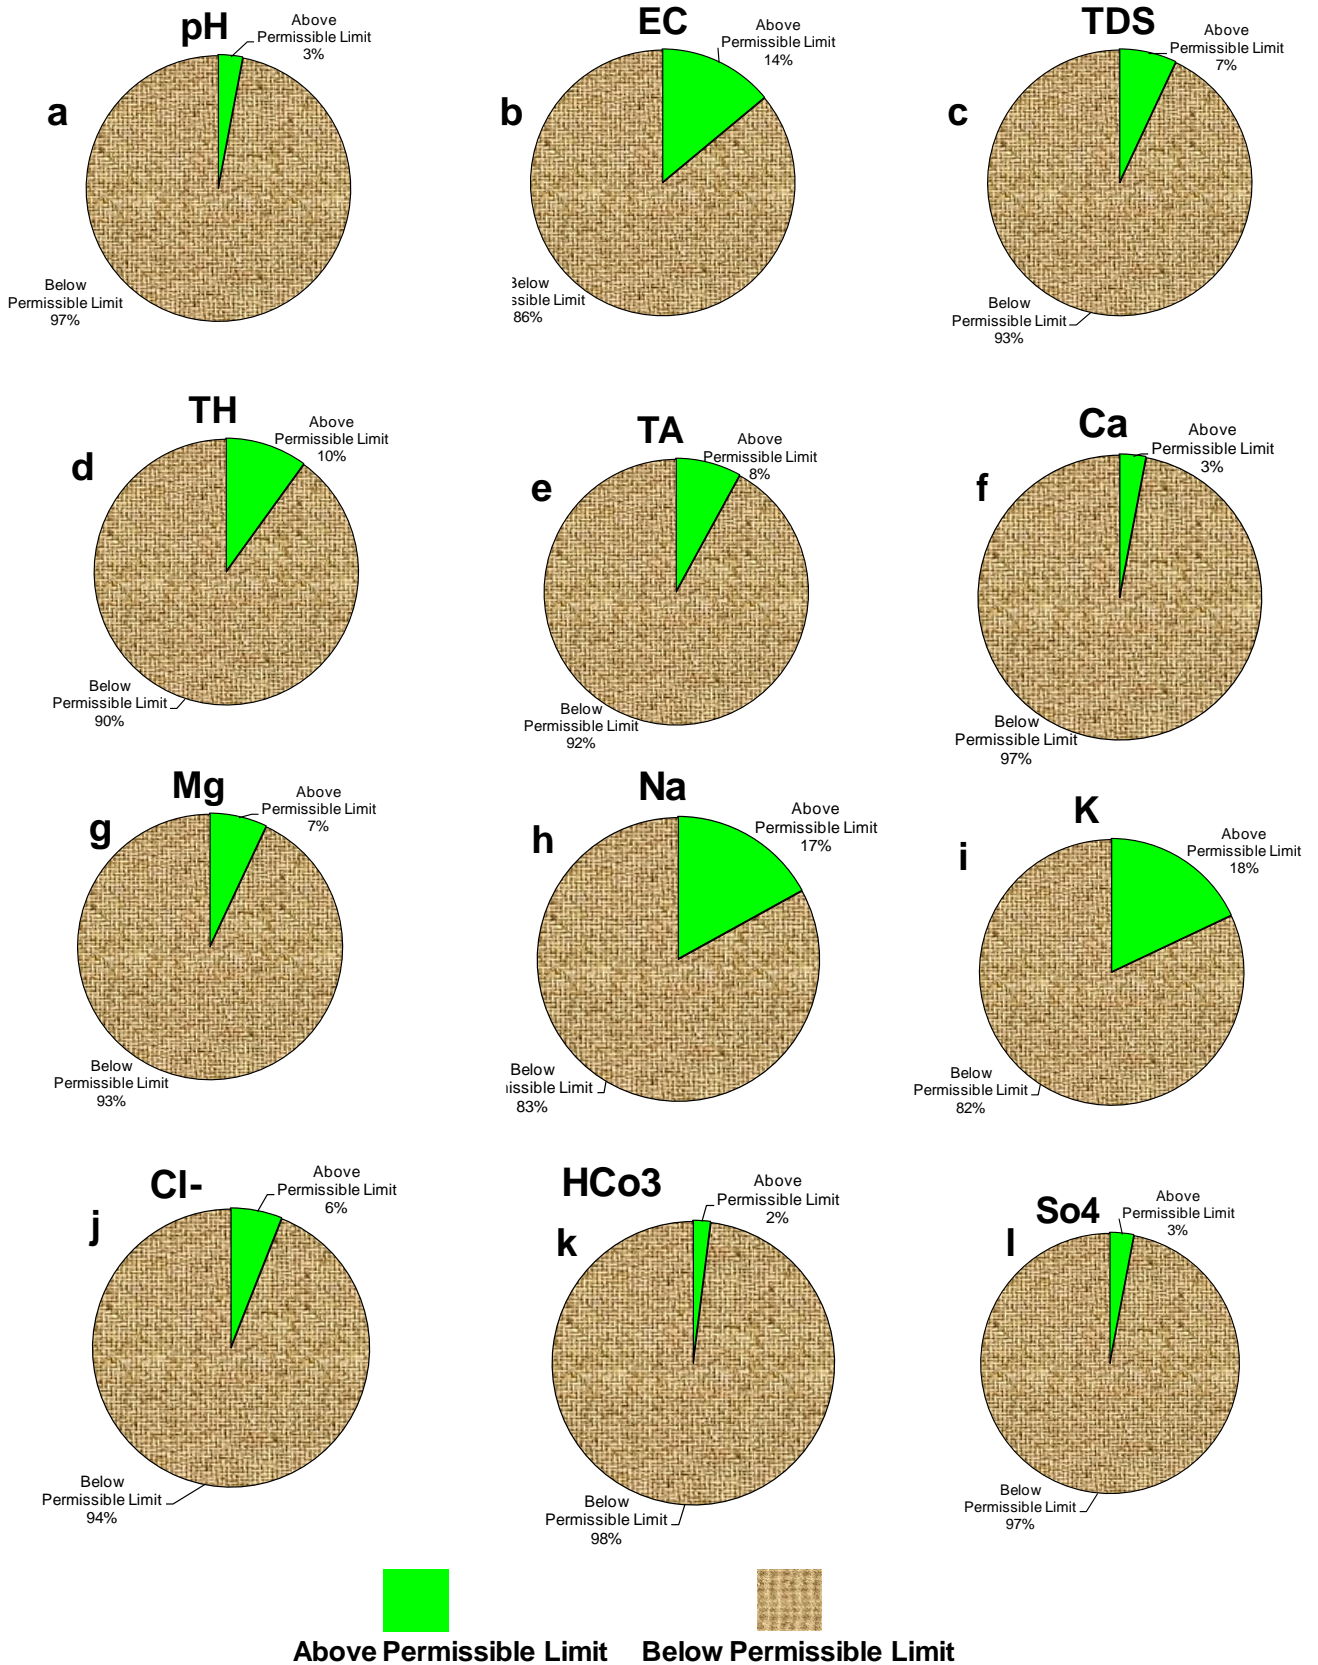 pH
Above
Permissible Limit
3%
a
Below
Permissible Limit
97%
EC
Above
Permissible Limit
14%
b
Below
ssible Limit
86%
TDS
Above
Permissible Limit
7%
c
Below
Permissible Limit
93%
TH
Above
Permissible Limit
10%
d
Below
Permissible Limit
90%
TA
Above
Permissible Limit
8%
e
Below
Permissible Limit
92%
Ca
Above
Permissible Limit
3%
f
Below
Permissible Limit
97%
Mg
Above
Permissible Limit
7%
g
Below
Permissible Limit
93%
Na
Above
Permissible Limit
17%
h
Below
issible Limit
83%
K
Above
Permissible Limit
18%
i
Below
Permissible Limit
82%
Cl-
Above
Permissible Limit
6%
j
Below
Permissible Limit
94%
HCo3
Above
Permissible Limit
2%
k
Below
Permissible Limit
98%
So4
Above
Permissible Limit
3%
l
Below
Permissible Limit
97%
Above Permissible Limit
Below Permissible Limit